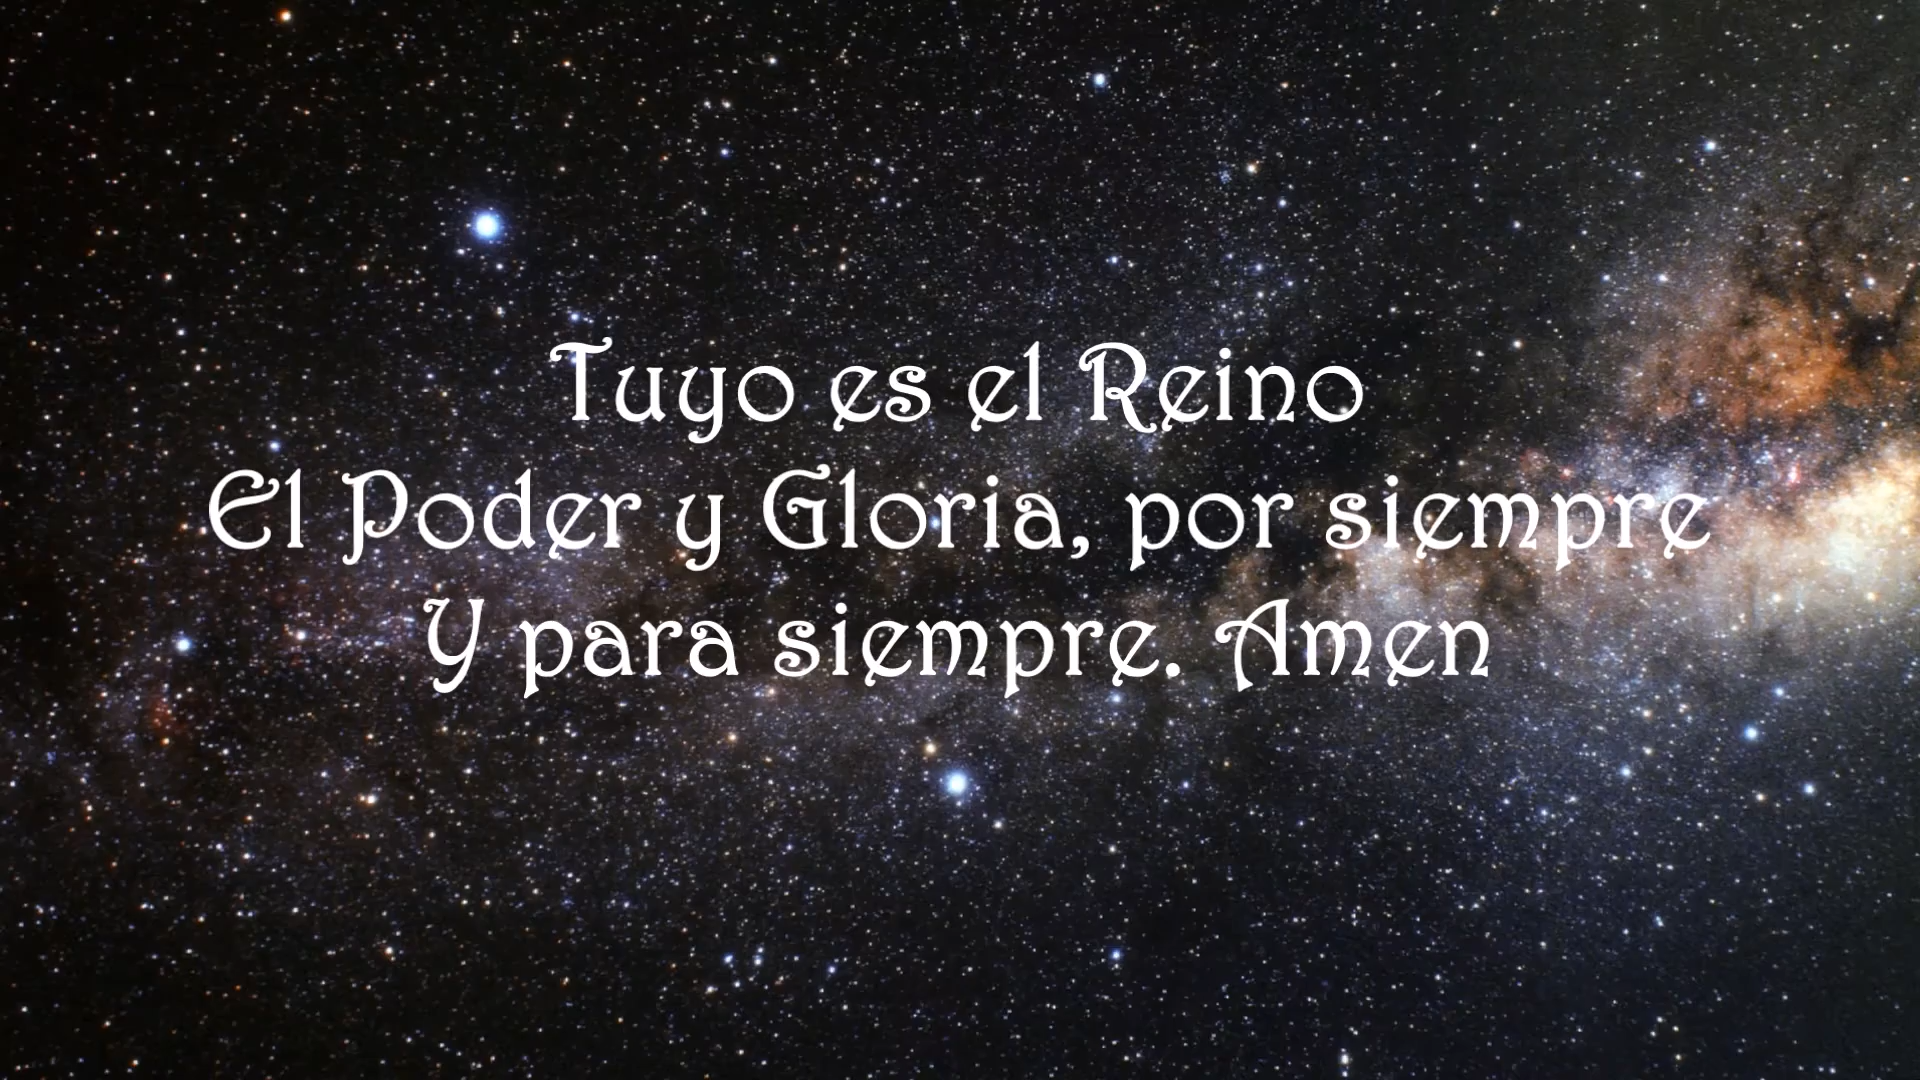 Tuyo es el Reino
El Poder y Gloria, por siempre
Y para siempre. Amen